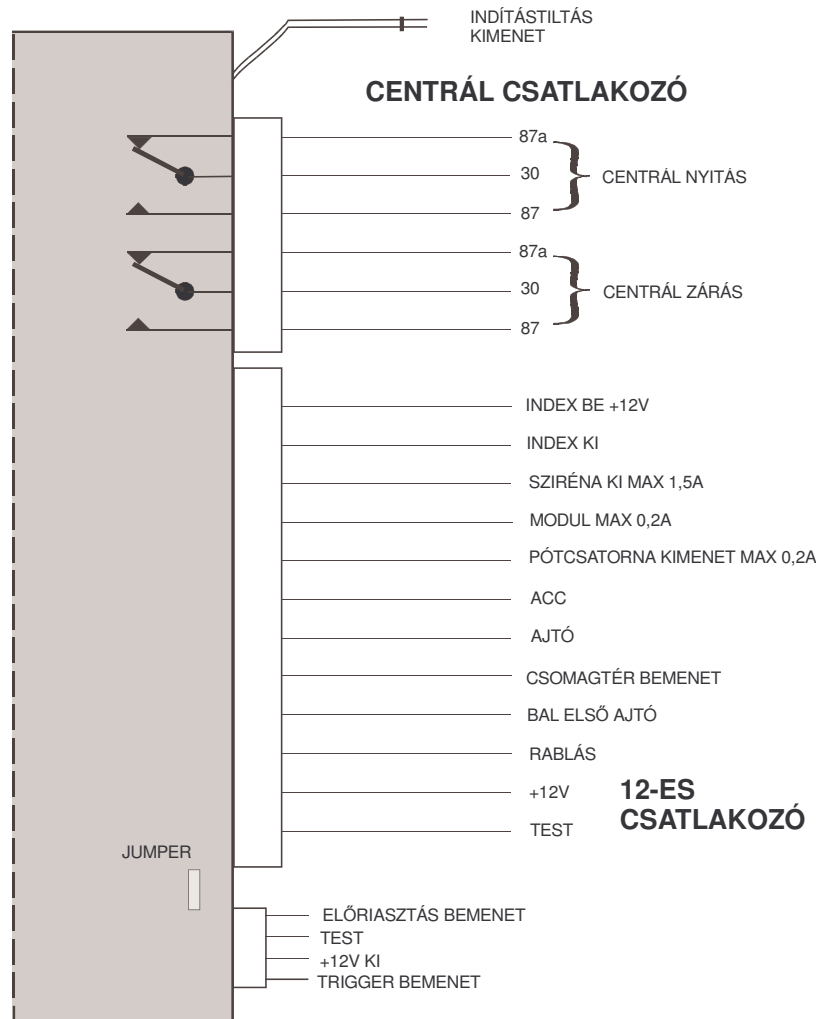 INDÍTÁSTILTÁS
KIMENET
CENTRÁL CSATLAKOZÓ
87a
30
CENTRÁL NYITÁS
87
87a
30
CENTRÁL ZÁRÁS
87
INDEX BE +12V
INDEX KI
SZIRÉNA KI MAX 1,5A
MODUL MAX 0,2A
PÓTCSATORNA KIMENET MAX 0,2A
ACC
AJTÓ
CSOMAGTÉR BEMENET
BAL ELSŐ AJTÓ
RABLÁS
+12V
TEST
12-ES
CSATLAKOZÓ
JUMPER
ELŐRIASZTÁS BEMENET
TEST
+12V KI
TRIGGER BEMENET